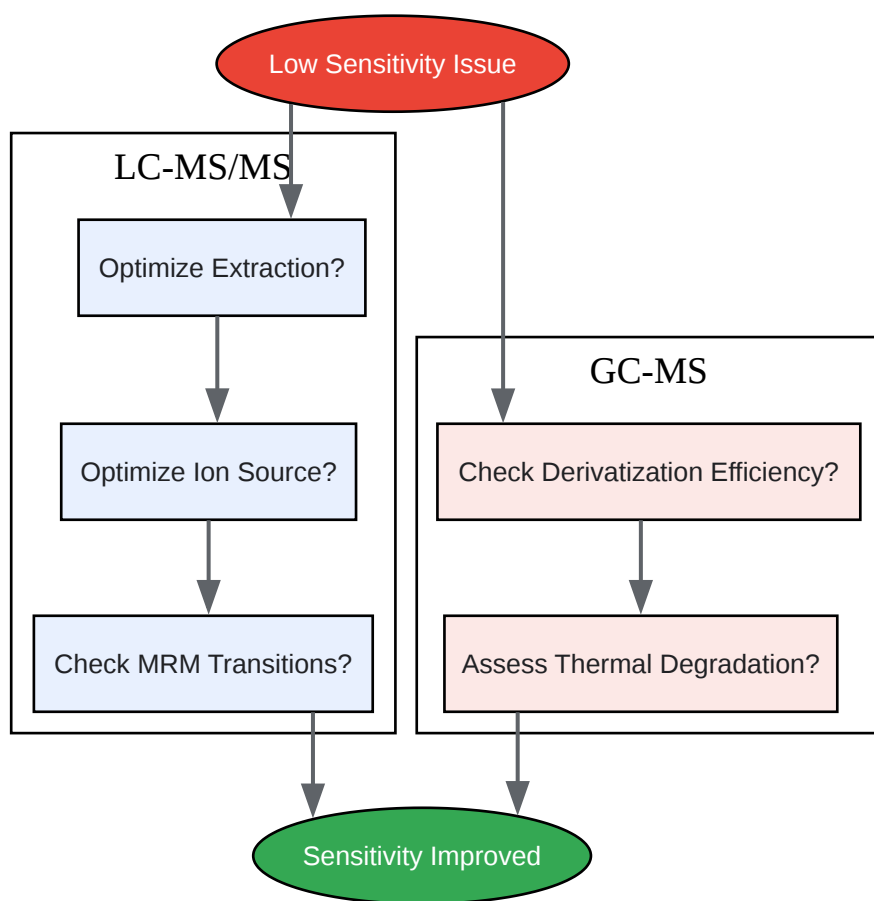 Low Sensitivity Issue
LC-MS/MS
Optimize Extraction?
Optimize Ion Source?
Check MRM Transitions?
GC-MS
Check Derivatization Efficiency?
Assess Thermal Degradation?
Sensitivity Improved